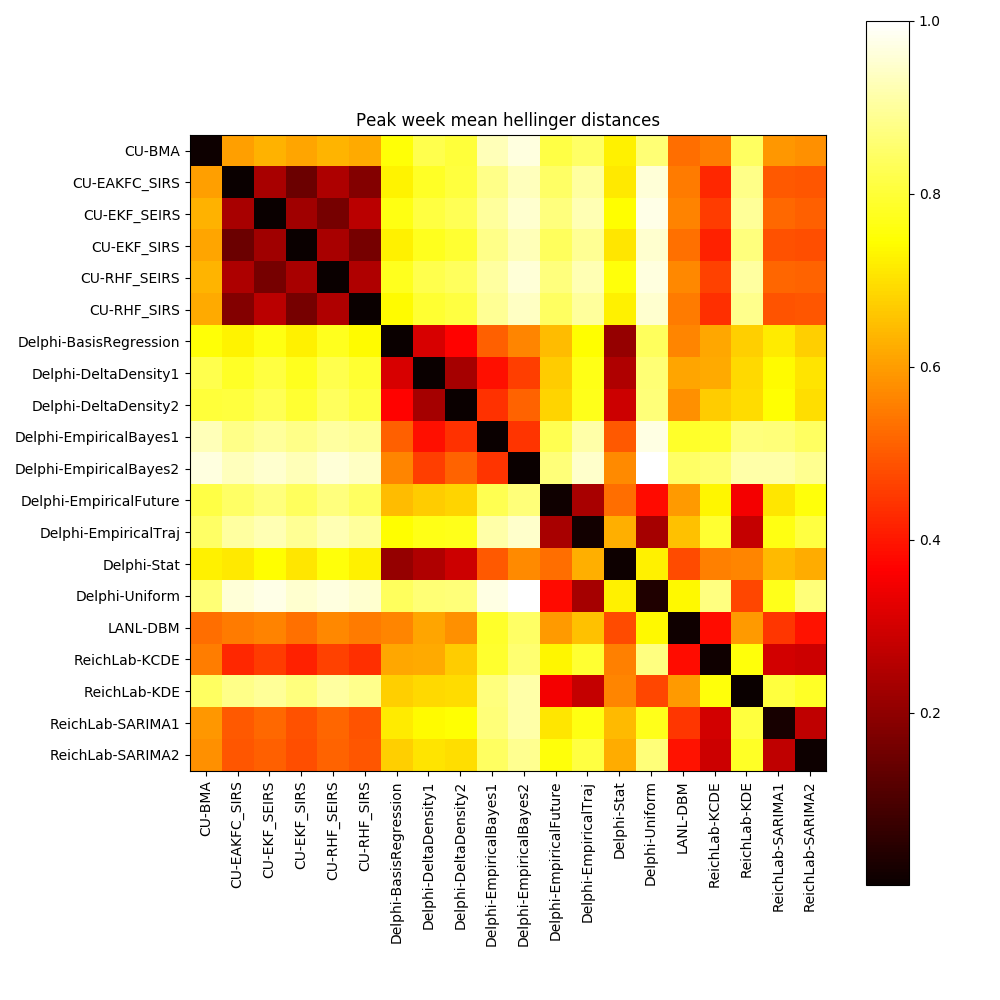 Peak week mean hellinger distances
CU-BMA
CU-EAKFC_SIRS
CU-EKF_SEIRS
CU-EKF_SIRS
CU-RHF_SEIRS
CU-RHF_SIRS
Delphi-BasisRegression
Delphi-DeltaDensity1
Delphi-DeltaDensity2
Delphi-EmpiricalBayes1
Delphi-EmpiricalBayes2
Delphi-EmpiricalFuture
Delphi-EmpiricalTraj
Delphi-Stat
Delphi-Uniform
LANL-DBM
ReichLab-KCDE
ReichLab-KDE
ReichLab-SARIMA1
ReichLab-SARIMA2
CU-BMA
CU-EAKFC_SIRS
CU-EKF_SEIRS
CU-EKF_SIRS
CU-RHF_SEIRS
CU-RHF_SIRS
Delphi-BasisRegression
Delphi-DeltaDensity1
Delphi-DeltaDensity2
Delphi-EmpiricalBayes1
Delphi-EmpiricalBayes2
Delphi-EmpiricalFuture
Delphi-EmpiricalTraj
Delphi-Stat
Delphi-Uniform
LANL-DBM
ReichLab-KCDE
ReichLab-KDE
ReichLab-SARIMA1
ReichLab-SARIMA2
1.0
0.8
0.6
0.4
0.2